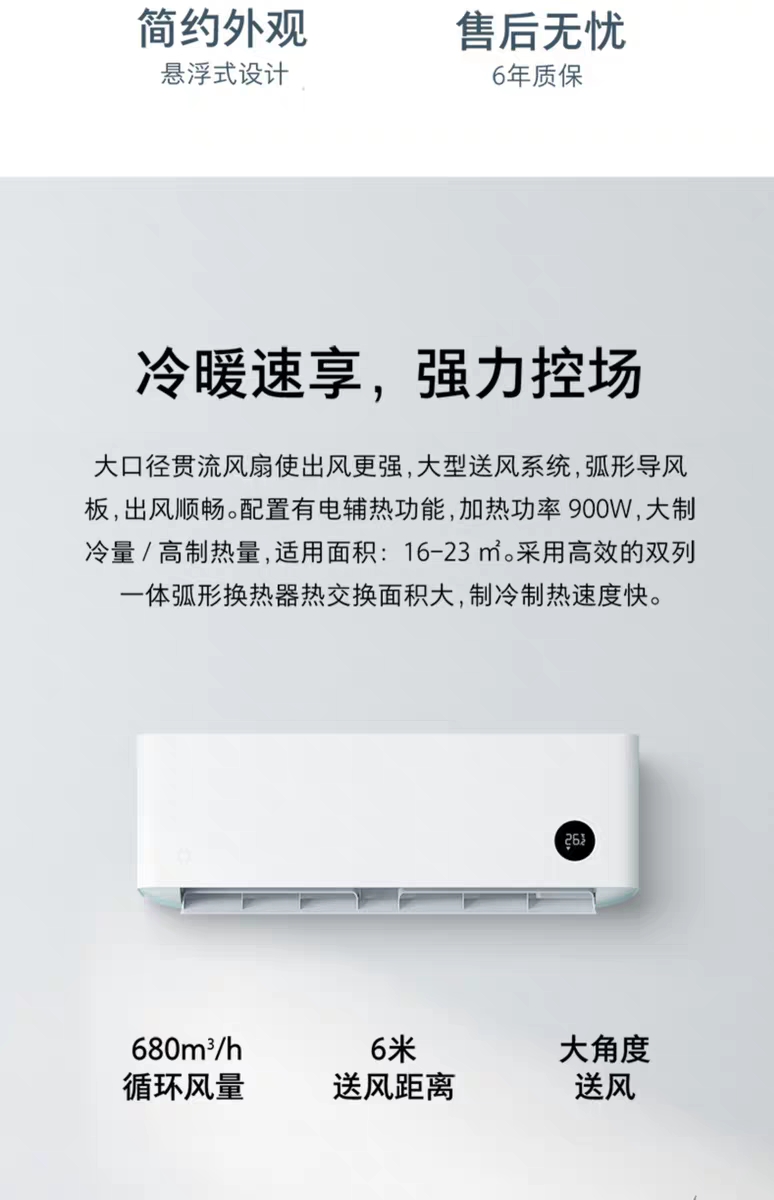 简约外观
售后无忧
悬浮式设计
6年质保
冷暖速享，强力控场
大口径贯流风扇使出风更强，大型送风系统，弧形导风
板，出风顺畅。配置有电辅热功能，加热功率 900W，大制
冷量 / 高制热量，适用面积： 16–23 ㎡。采用高效的双列
一体弧形换热器热交换面积大，制冷制热速度快。
26℃
680m³/h
循环风量
6米
送风距离
大角度
送风